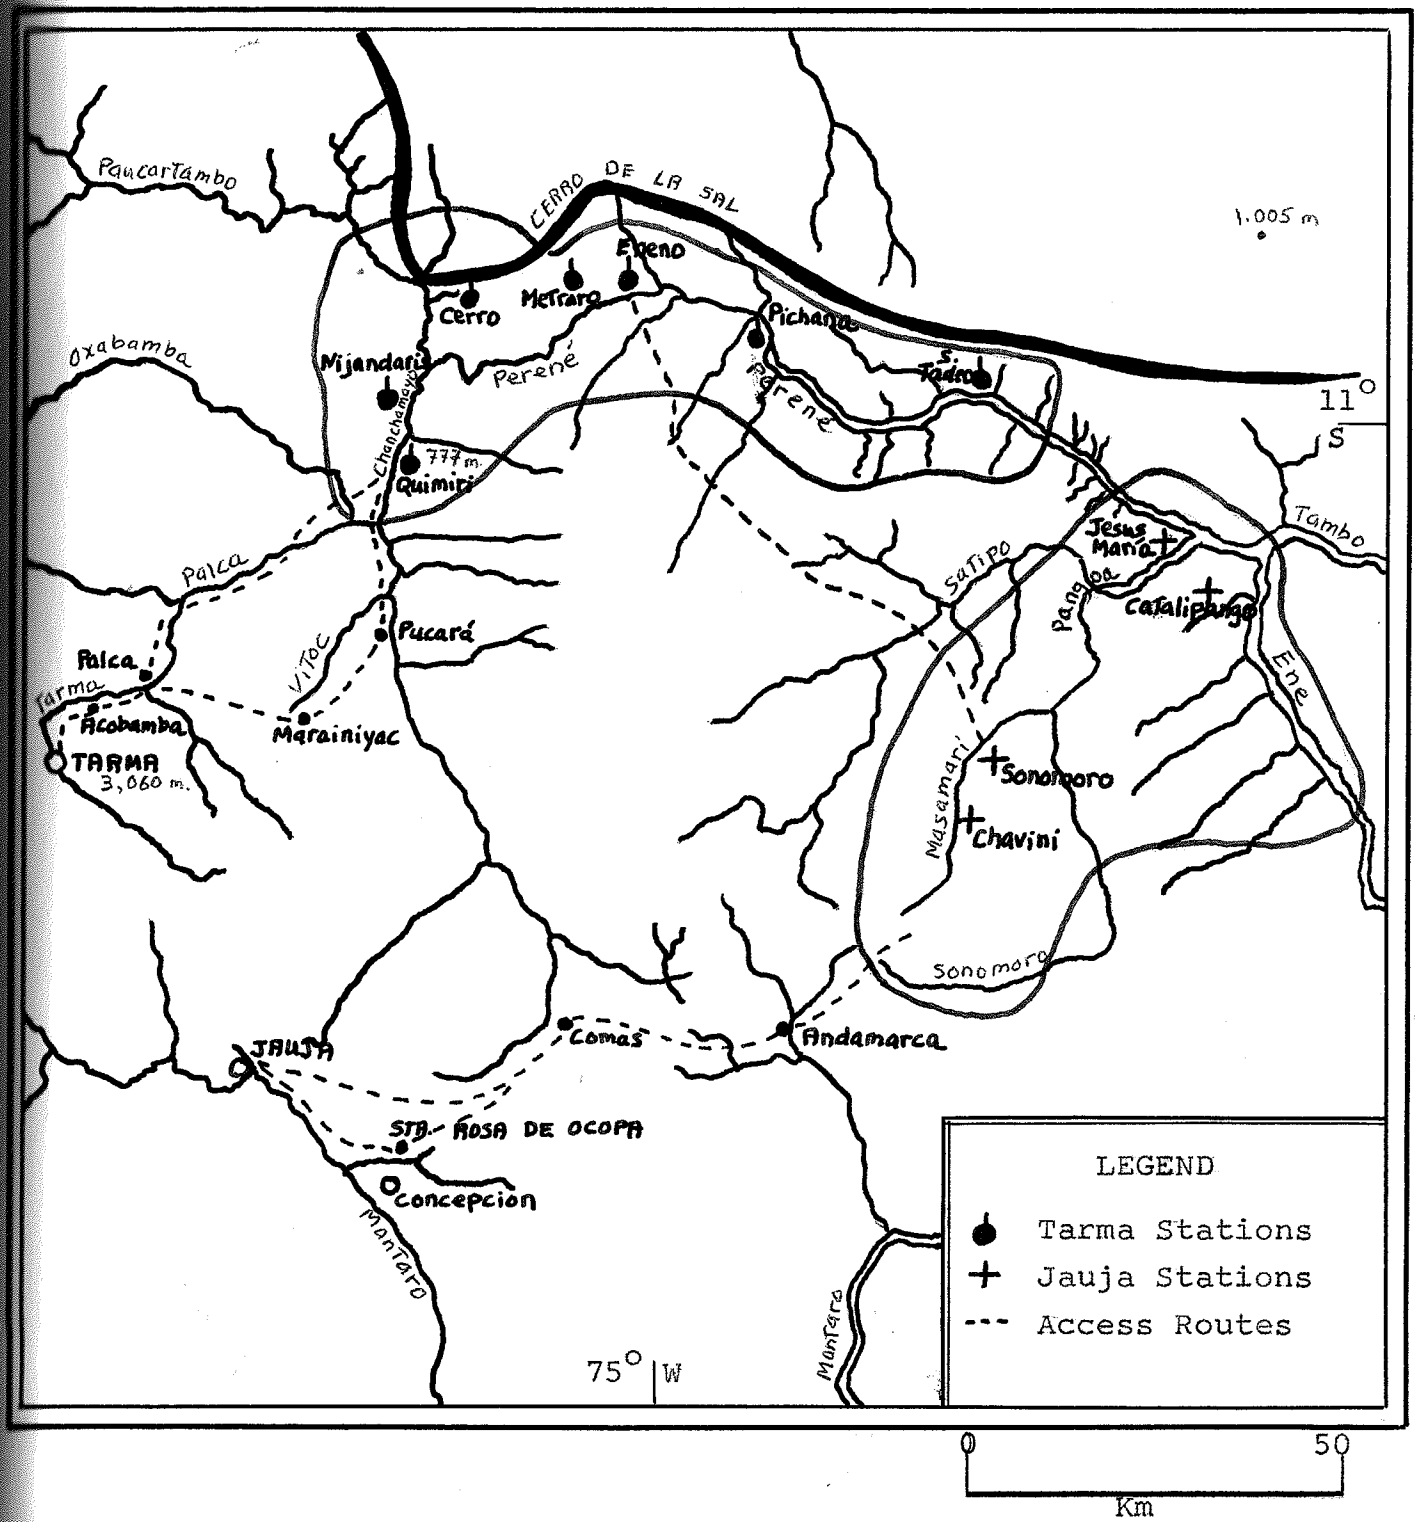 Paucartambo
CERRO DE LA SAL
1.005 m
Eneno
Metraro
Cerro
Pichana
S.
Tadeo
Oxabamba
Nijandaris
Perené
Perené
Chanchamayo
11°
S
777 m.
Quimiri
Jesus
Maria
Tambo
Satipo
Palca
Pangoa
Catalipango
Vitoc
Pucará
Palca
Tarma
Acobamba
Marainiyac
Ene
TARMA
3,060 m.
Masamari
Sonomoro
Chavini
Sonomoro
Comas
Andamarca
JAUJA
STA. ROSA DE OCOPA
Concepcion
Mantaro
Mantaro
75° W
LEGEND
Tarma Stations
Jauja Stations
Access Routes
0 50
Km